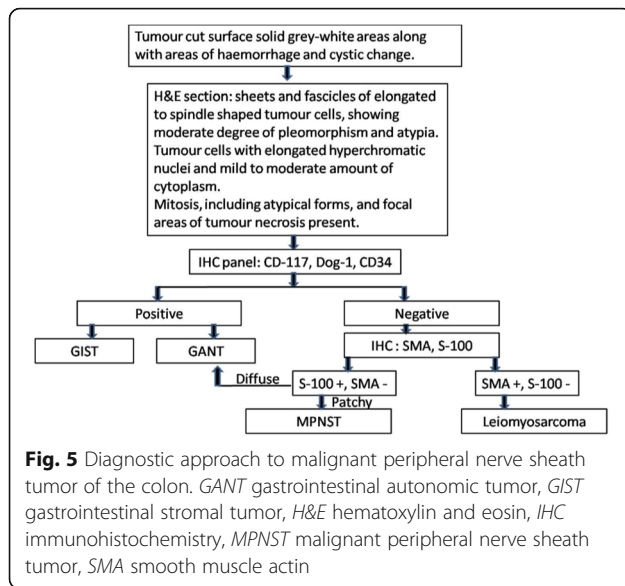 Tumour cut surface solid grey-white areas along
with areas of haemorrhage and cystic change.
H&E section: sheets and fascicles of elongated
to spindle shaped tumour cells, showing
moderate degree of pleomorphism and atypia.
Tumour cells with elongated hyperchromatic
nuclei and mild to moderate amount of
cytoplasm.
Mitosis, including atypical forms, and focal
areas of tumour necrosis present.
IHC panel: CD-117, Dog-1, CD34
Positive
Negative
GIST
GANT
IHC : SMA, S-100
Diffuse
S-100 +, SMA -
SMA +, S-100 -
Patchy
MPNST
Leiomyosarcoma
Fig. 5 Diagnostic approach to malignant peripheral nerve sheath
tumor of the colon. GANT gastrointestinal autonomic tumor, GIST
gastrointestinal stromal tumor, H&E hematoxylin and eosin, IHC
immunohistochemistry, MPNST malignant peripheral nerve sheath
tumor, SMA smooth muscle actin